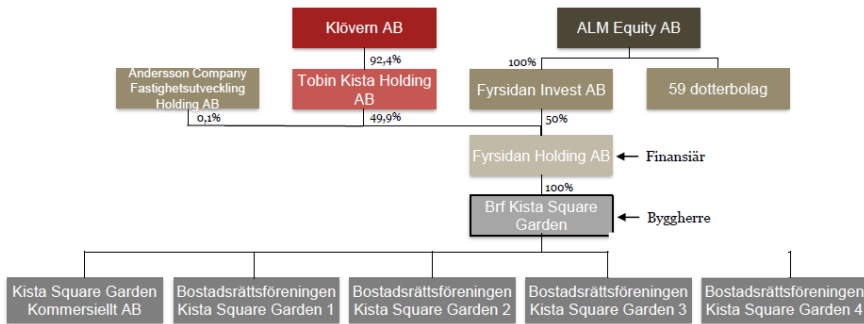 Klövern AB
ALM Equity AB
92,4%
100%
Andersson Company
Fastighetsutveckling
Holding AB
Tobin Kista Holding
AB
Fyrsidan Invest AB
59 dotterbolag
0,1%
49,9%
50%
Fyrsidan Holding AB
Finansiär
100%
Brf Kista Square
Garden
Byggherre
Kista Square Garden
Kommersiellt AB
Bostadsrättsföreningen
Kista Square Garden 1
Bostadsrättsföreningen
Kista Square Garden 2
Bostadsrättsföreningen
Kista Square Garden 3
Bostadsrättsföreningen
Kista Square Garden 4